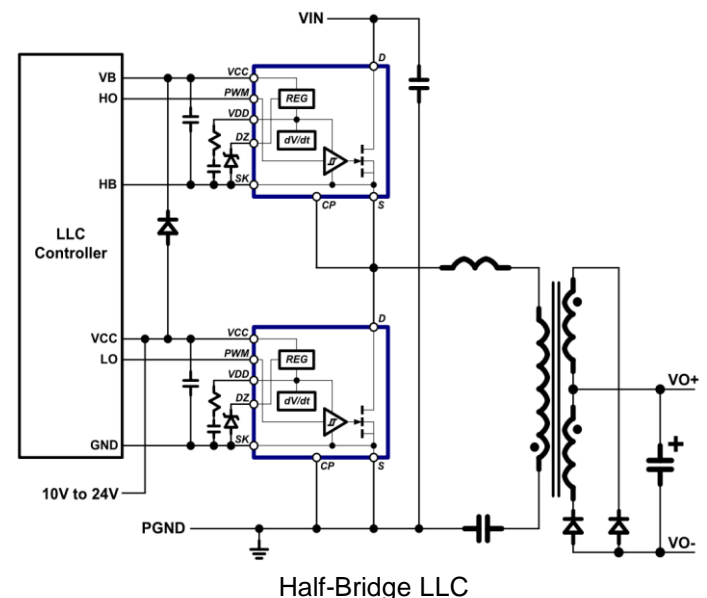 VIN
D
VB
VCC
HO
PWM
REG
VDD
dV/dt
DZ
HB
SK
CP
S
LLC
Controller
D
VCC
VCC
LO
PWM
REG
VDD
dV/dt
DZ
GND
SK
CP
S
VO+
+
10V to 24V
PGND
VO-
Half-Bridge LLC